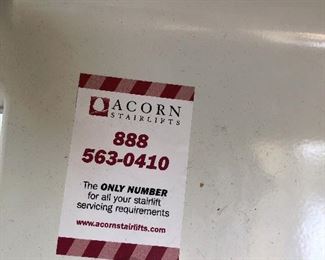 ACORN
STAIRLIFTS
888
563-0410
The ONLY NUMBER
for all your stairlift
servicing requirements
www.acornstairlifts.com